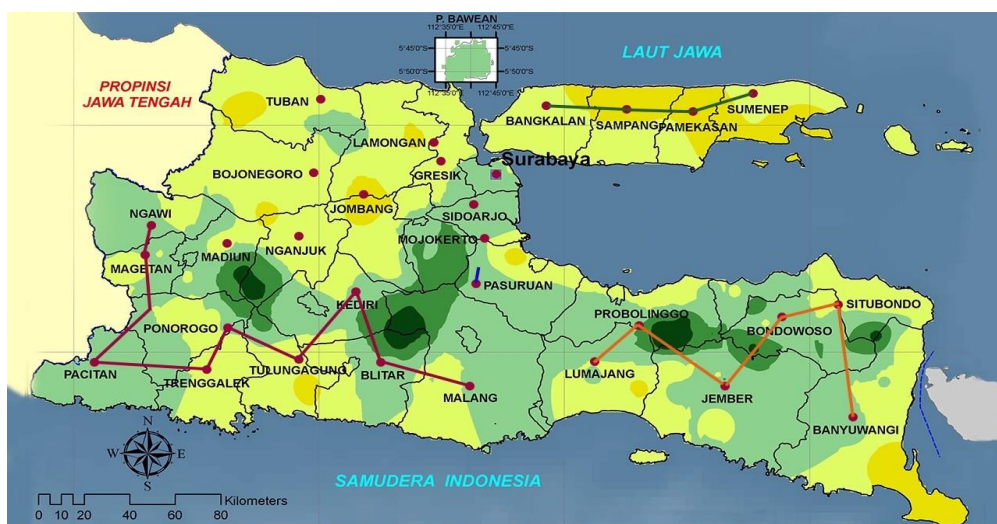 P. BAWEAN
112°35'0"E 112°45'0"E
5°45'0"S 5°45'0"S
5°50'0"S 5°50'0"S
112°35'0"E 112°45'0"E
LAUT JAWA
PROPINSI
JAWA TENGAH
TUBAN
BANGKALAN
SAMPANG
PAMEKASAN
SUMENEP
LAMONGAN
Surabaya
GRESIK
BOJONEGORO
JOMBANG
SIDOARJO
NGAWI
MOJOKERTO
MADIUN
NGANJUK
MAGETAN
PASURUAN
KEDIRI
SITUBONDO
PROBOLINGGO
PONOROGO
BONDOWOSO
TULUNGAGUNG
BLITAR
LUMAJANG
PACITAN
TRENGGALEK
MALANG
JEMBER
BANYUWANGI
N
W E
S
SAMUDERA INDONESIA
Kilometers
0 10 20 40 60 80